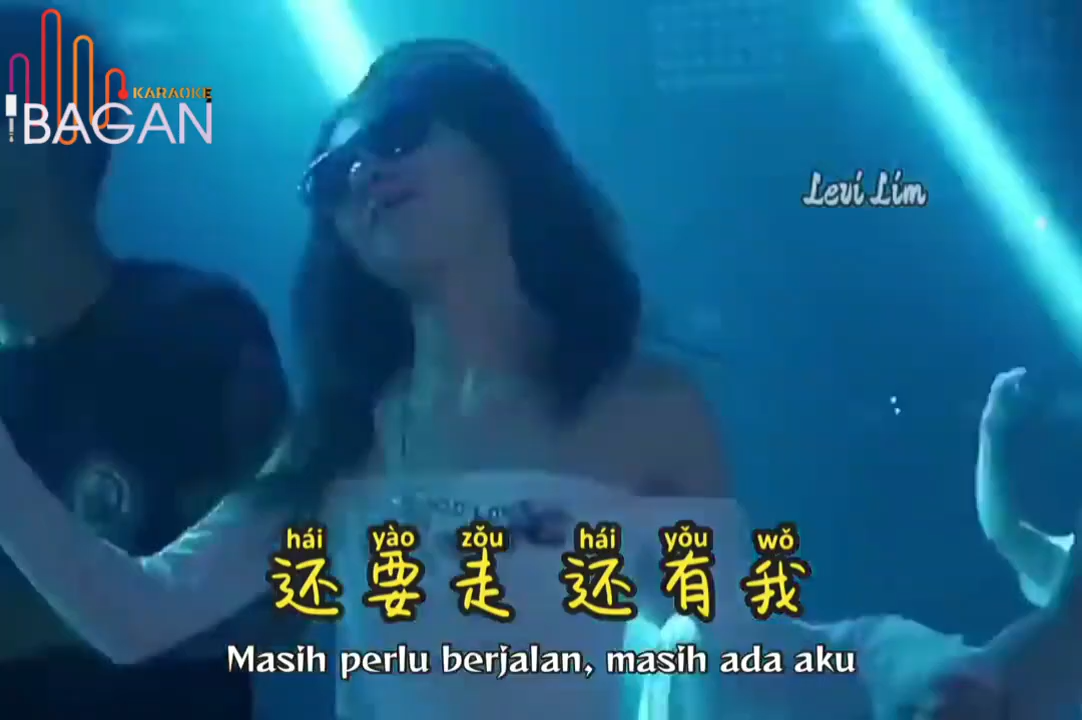 KARAOKE
BAGAN
Levi Lim
hái yào zǒu hái yǒu wǒ
还要走 还有我
Masih perlu berjalan, masih ada aku